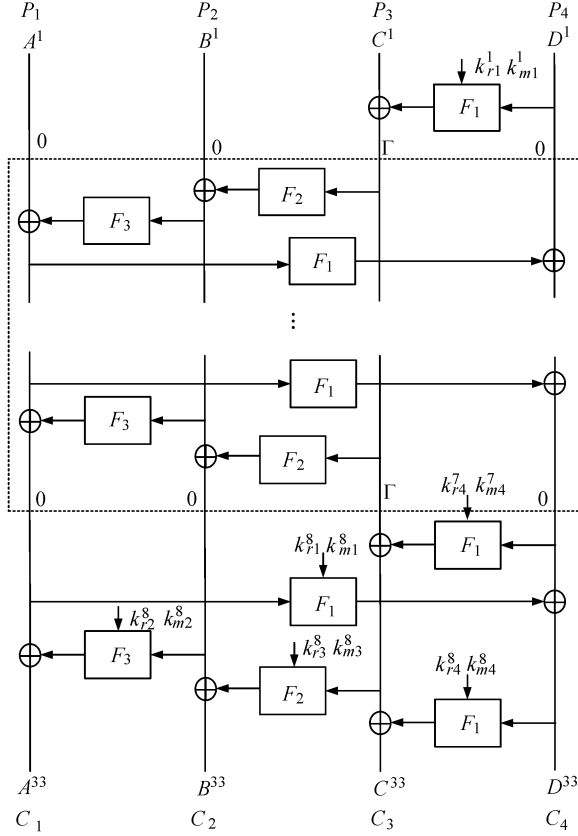 P₁ P₂ P₃ P₄
A¹ B¹ C¹ D¹
k¹ᵣ₁ k¹ₘ₁
F₁
0 0 Γ 0
F₂
F₃
F₁
⋮
F₁
F₃
F₂
k⁷ᵣ₄ k⁷ₘ₄
0 0 Γ 0
F₁
k⁸ᵣ₁ k⁸ₘ₁
F₁
k⁸ᵣ₂ k⁸ₘ₂
F₃
k⁸ᵣ₃ k⁸ₘ₃
F₂
k⁸ᵣ₄ k⁸ₘ₄
F₁
A³³ B³³ C³³ D³³
C₁ C₂ C₃ C₄